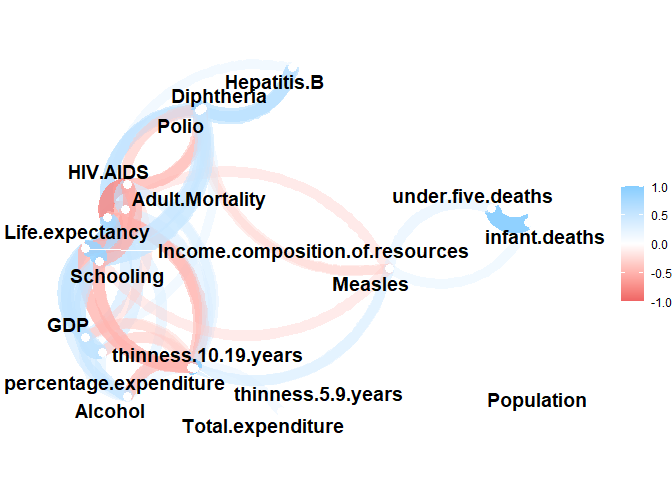 Hepatitis.B
Diphtheria
Polio
HIV.AIDS
Adult.Mortality
under.five.deaths
Life.expectancy
infant.deaths
Income.composition.of.resources
Schooling
Measles
GDP
thinness.10.19.years
percentage.expenditure
thinness.5.9.years
Population
Alcohol
Total.expenditure
1.0
0.5
0.0
-0.5
-1.0